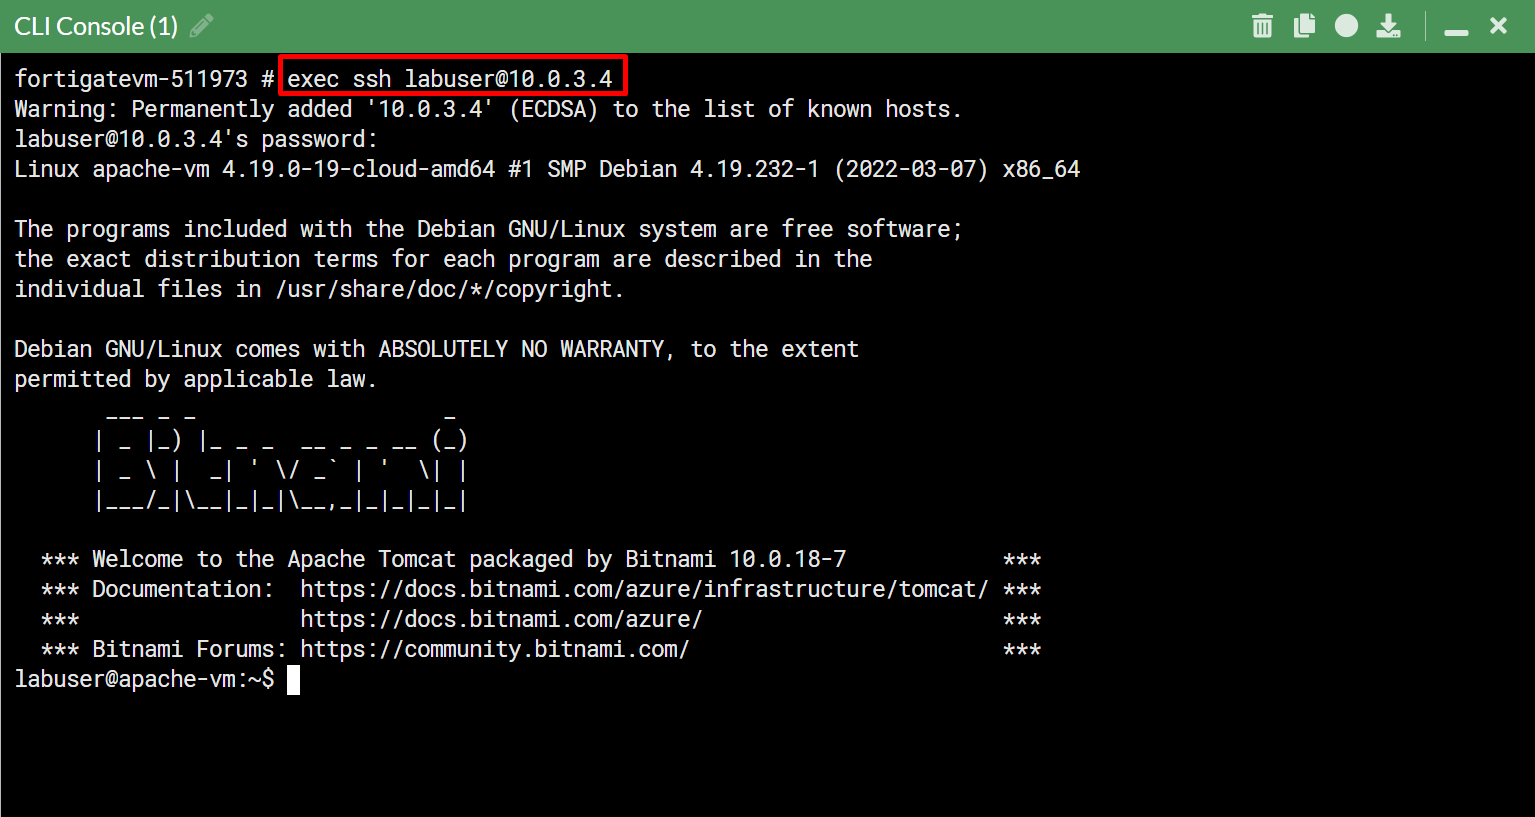 CLI Console (1)
fortigatevm-511973 # exec ssh labuser@10.0.3.4
Warning: Permanently added '10.0.3.4' (ECDSA) to the list of known hosts.
labuser@10.0.3.4's password:
Linux apache-vm 4.19.0-19-cloud-amd64 #1 SMP Debian 4.19.232-1 (2022-03-07) x86_64
The programs included with the Debian GNU/Linux system are free software;
the exact distribution terms for each program are described in the
individual files in /usr/share/doc/*/copyright.
Debian GNU/Linux comes with ABSOLUTELY NO WARRANTY, to the extent
permitted by applicable law.
       ___ _ _                   _
      | _ |_) |_ _ _  __ _ _ __ (_)
      | _ \ |  _| ' \/ _` | '  \| |
      |___/_|\__|_|_|\__,_|_|_|_|_|
  *** Welcome to the Apache Tomcat packaged by Bitnami 10.0.18-7            ***
  *** Documentation:  https://docs.bitnami.com/azure/infrastructure/tomcat/ ***
  ***                 https://docs.bitnami.com/azure/                       ***
  *** Bitnami Forums: https://community.bitnami.com/                        ***
labuser@apache-vm:~$